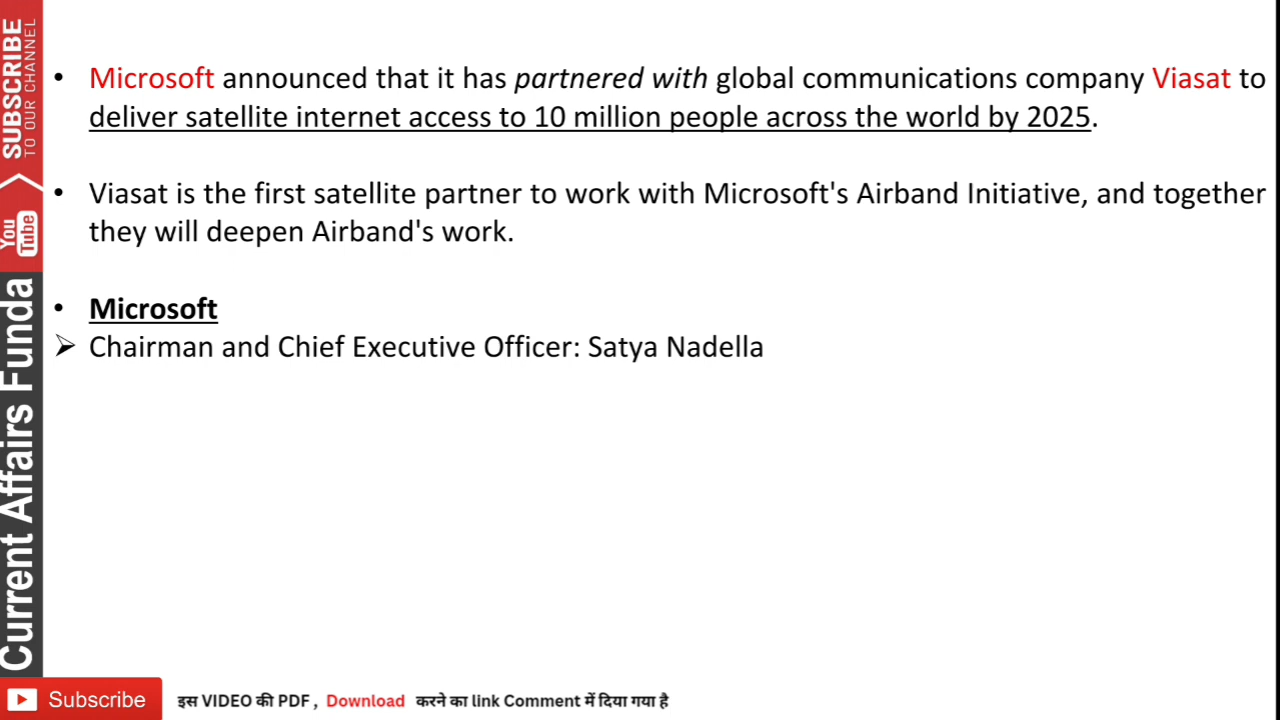 • Microsoft announced that it has partnered with global communications company Viasat to
deliver satellite internet access to 10 million people across the world by 2025.
• Viasat is the first satellite partner to work with Microsoft's Airband Initiative, and together
they will deepen Airband's work.
• Microsoft
➢ Chairman and Chief Executive Officer: Satya Nadella
SUBSCRIBE
TO OUR CHANNEL
You
Tube
Current Affairs Funda
Subscribe
इस VIDEO की PDF , Download करने का link Comment में दिया गया है